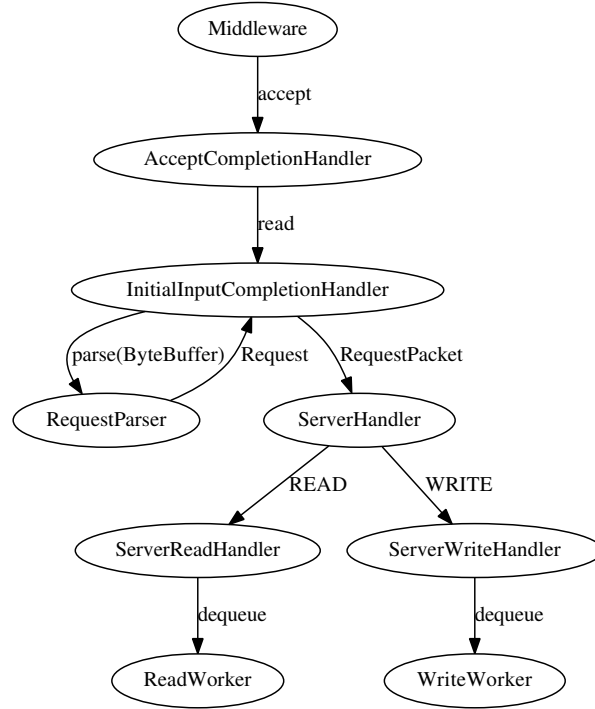 Middleware
accept
AcceptCompletionHandler
read
InitialInputCompletionHandler
parse(ByteBuffer)
Request
RequestPacket
RequestParser
ServerHandler
READ
WRITE
ServerReadHandler
ServerWriteHandler
dequeue
dequeue
ReadWorker
WriteWorker